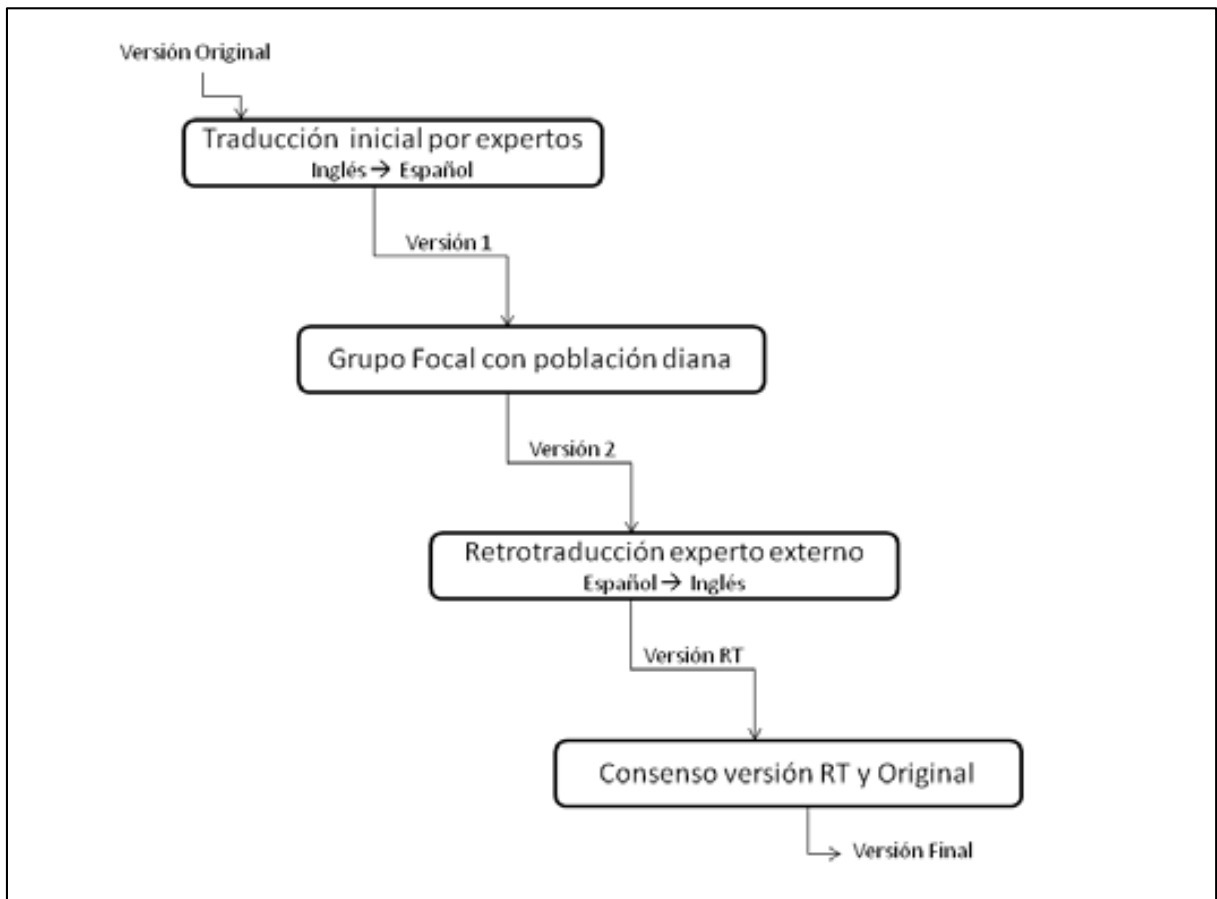 Versión Original
Traducción inicial por expertos
Inglés → Español
Versión 1
Grupo Focal con población diana
Versión 2
Retrotraducción experto externo
Español → Inglés
Versión RT
Consenso versión RT y Original
Versión Final